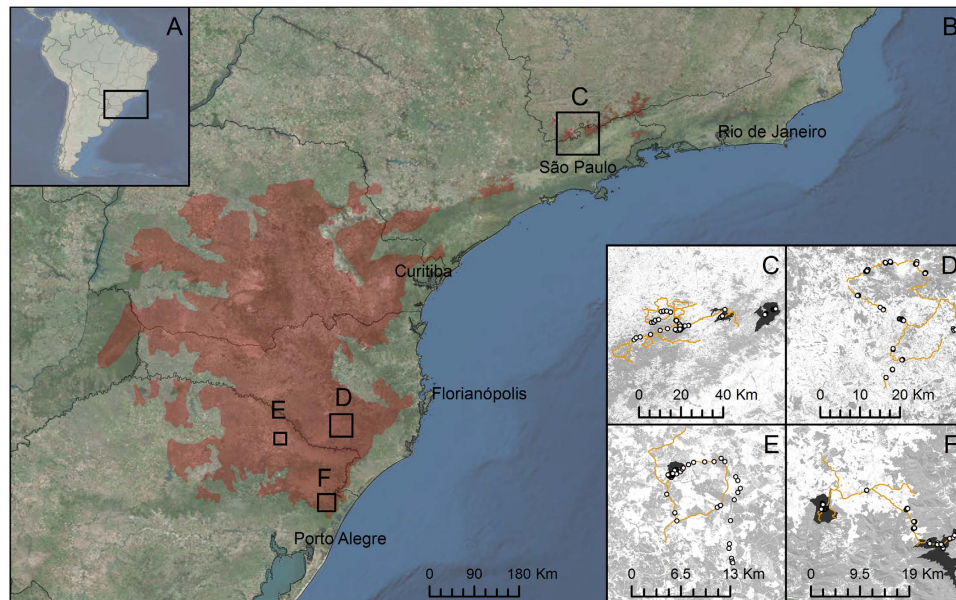 A
B
C
Rio de Janeiro
São Paulo
Curitiba
Florianópolis
E
D
F
Porto Alegre
0 90 180 Km
C
0 20 40 Km
D
0 10 20 Km
E
0 6.5 13 Km
F
0 9.5 19 Km